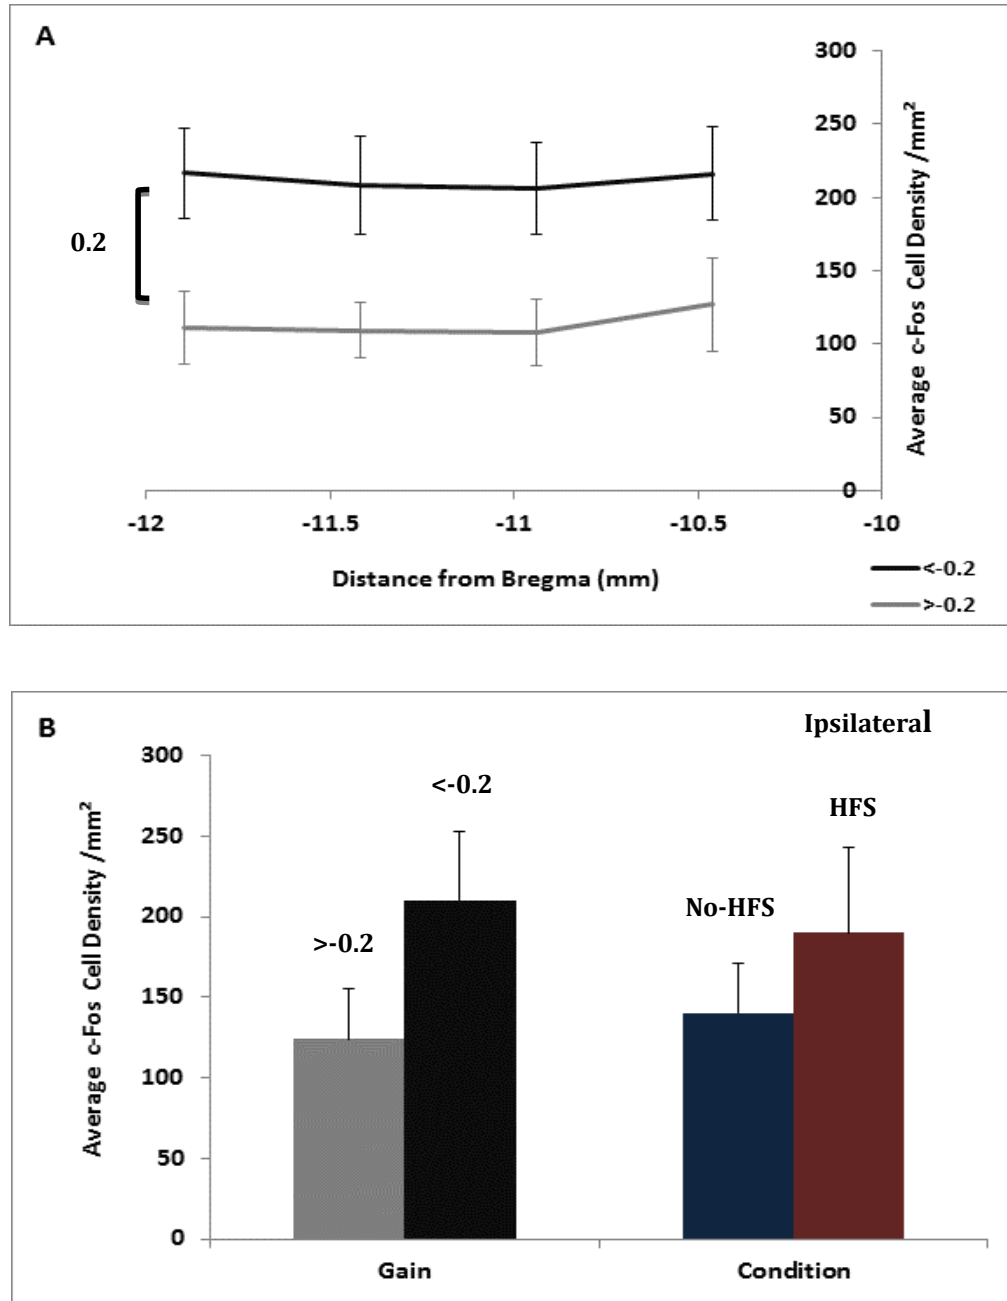 A
300
250
200
150
100
50
0
Average c-Fos Cell Density /mm²
0.2
-12 -11.5 -11 -10.5 -10
Distance from Bregma (mm)
<-0.2
>-0.2
B
Ipsilateral
300
250
200
150
100
50
0
Average c-Fos Cell Density /mm²
<-0.2
HFS
No-HFS
>-0.2
Gain Condition